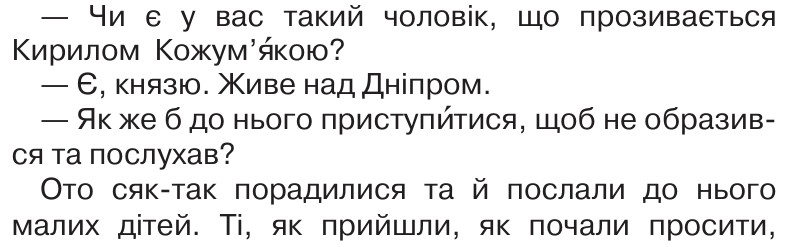 — Чи є у вас такий чоловік, що прозивається
Кирилом Кожум’я́кою?
— Є, князю. Живе над Дніпром.
— Як же б до нього приступи́тися, щоб не образив-
ся та послухав?
Ото сяк-так порадилися та й послали до нього
малих дітей. Ті, як прийшли, як почали просити,